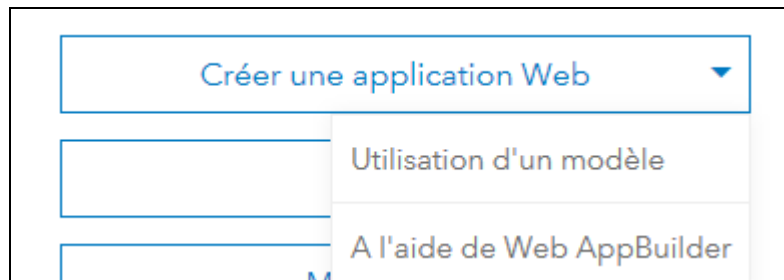 Créer une application Web
Utilisation d'un modèle
A l'aide de Web AppBuilder